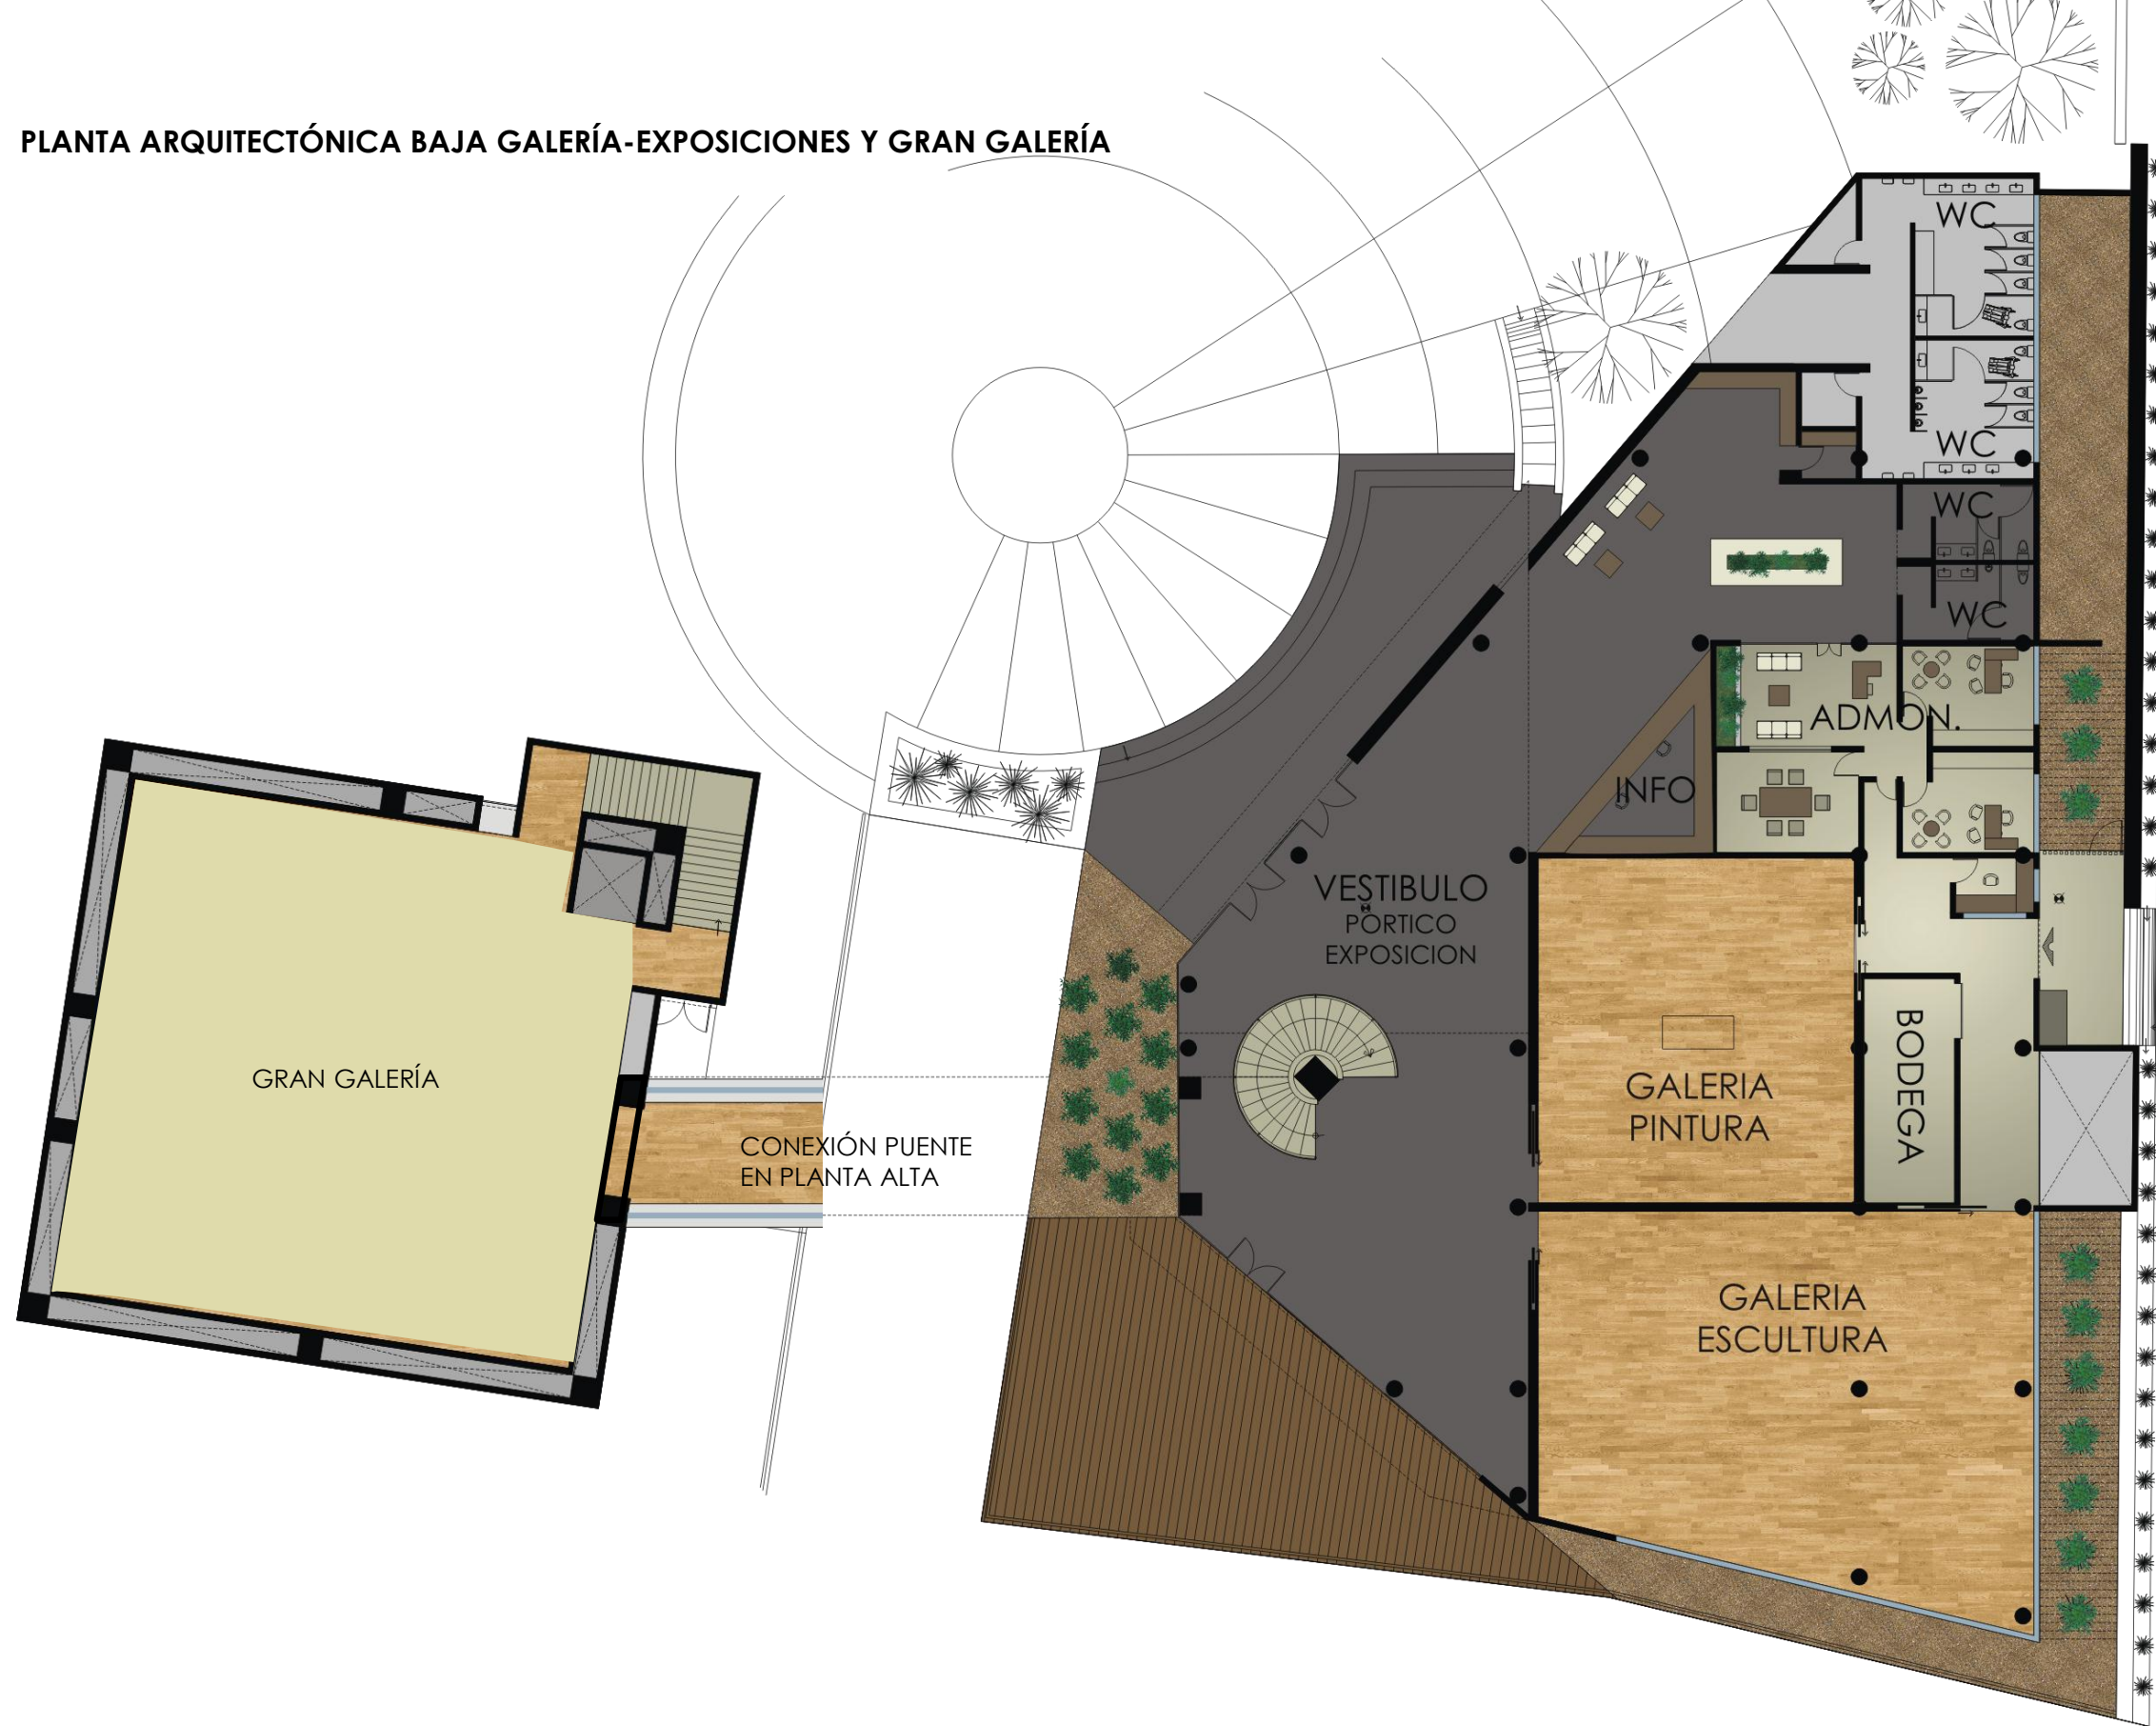 PLANTA ARQUITECTÓNICA BAJA GALERÍA-EXPOSICIONES Y GRAN GALERÍA
WC
WC
WC
WC
ADMON.
INFO
VESTIBULO
PORTICO
EXPOSICION
BODEGA
GRAN GALERÍA
GALERIA
PINTURA
CONEXIÓN PUENTE
EN PLANTA ALTA
GALERIA
ESCULTURA